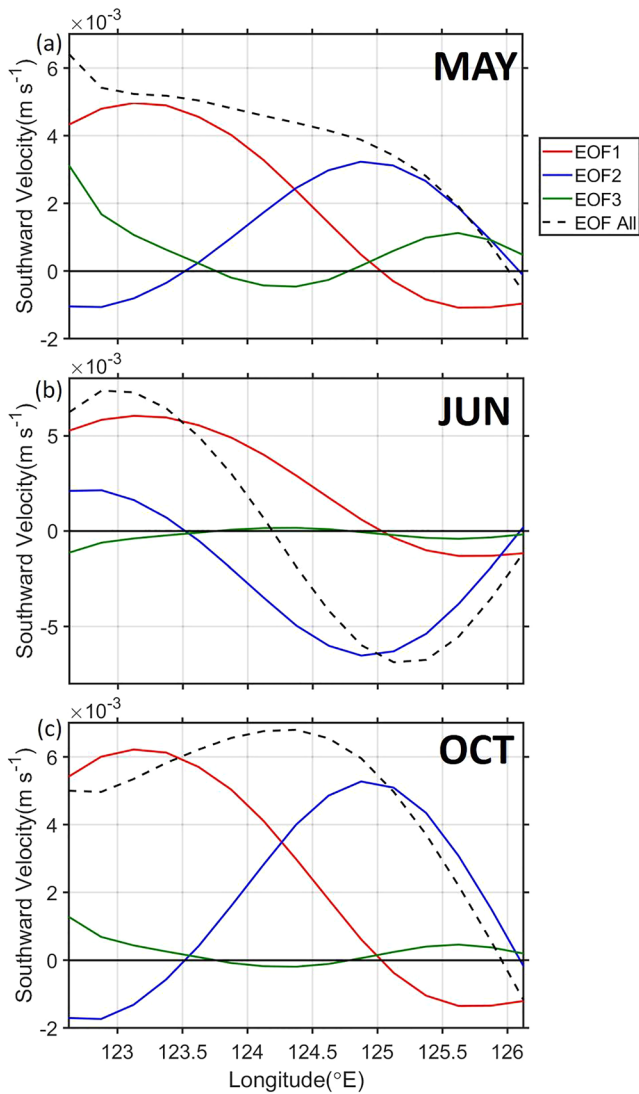 ×10⁻³
(a)
MAY
6
4
2
0
-2
Southward Velocity(m s⁻¹)
EOF1
EOF2
EOF3
EOF All
×10⁻³
(b)
JUN
5
0
-5
Southward Velocity(m s⁻¹)
×10⁻³
(c)
OCT
6
4
2
0
-2
Southward Velocity(m s⁻¹)
123 123.5 124 124.5 125 125.5 126
Longitude(°E)